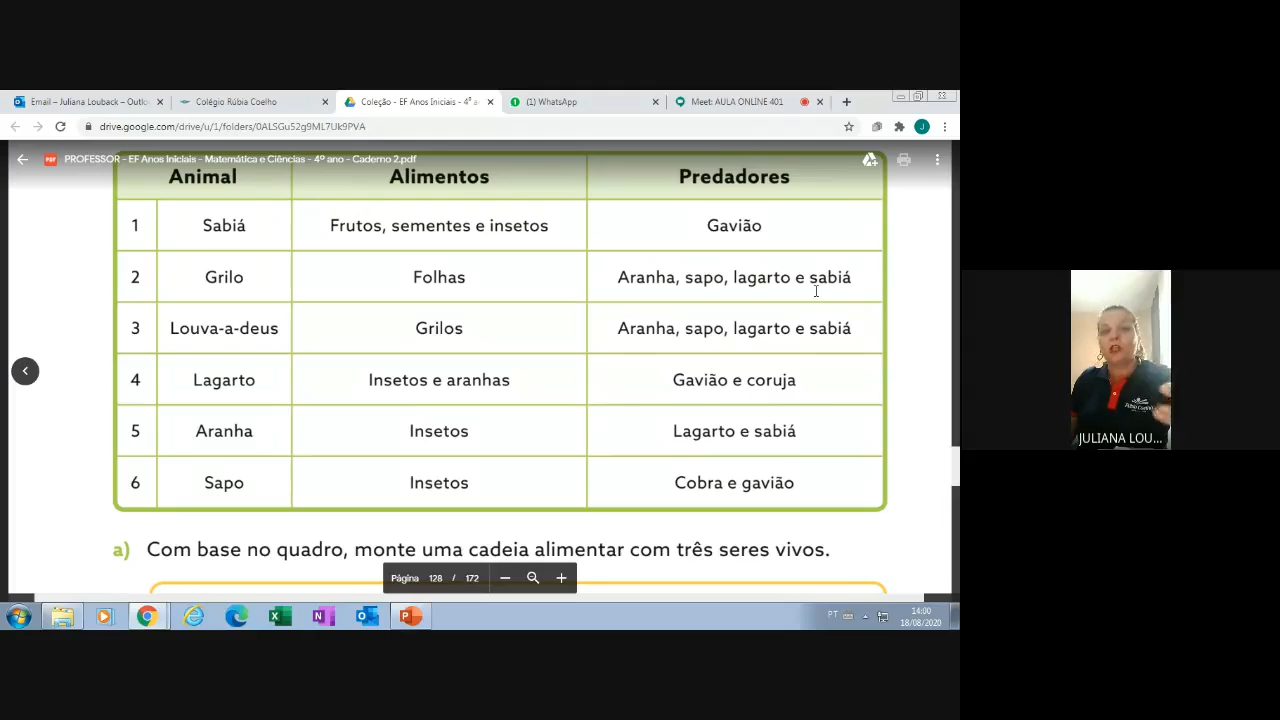 Email – Juliana Louback – Outlo
Colégio Rúbia Coelho
Coleção - EF Anos Iniciais - 4º a
(1) WhatsApp
Meet: AULA ONLINE 401
drive.google.com/drive/u/1/folders/0ALSGu52g9ML7Uk9PVA
J
PDF
PROFESSOR - EF Anos Iniciais - Matemática e Ciências - 4º ano - Caderno 2.pdf
Animal Alimentos Predadores
1 Sabiá Frutos, sementes e insetos Gavião
2 Grilo Folhas Aranha, sapo, lagarto e sabiá
3 Louva-a-deus Grilos Aranha, sapo, lagarto e sabiá
4 Lagarto Insetos e aranhas Gavião e coruja
5 Aranha Insetos Lagarto e sabiá
6 Sapo Insetos Cobra e gavião
a) Com base no quadro, monte uma cadeia alimentar com três seres vivos.
Página 128 / 172
PT
14:00
18/08/2020
JULIANA LOU...